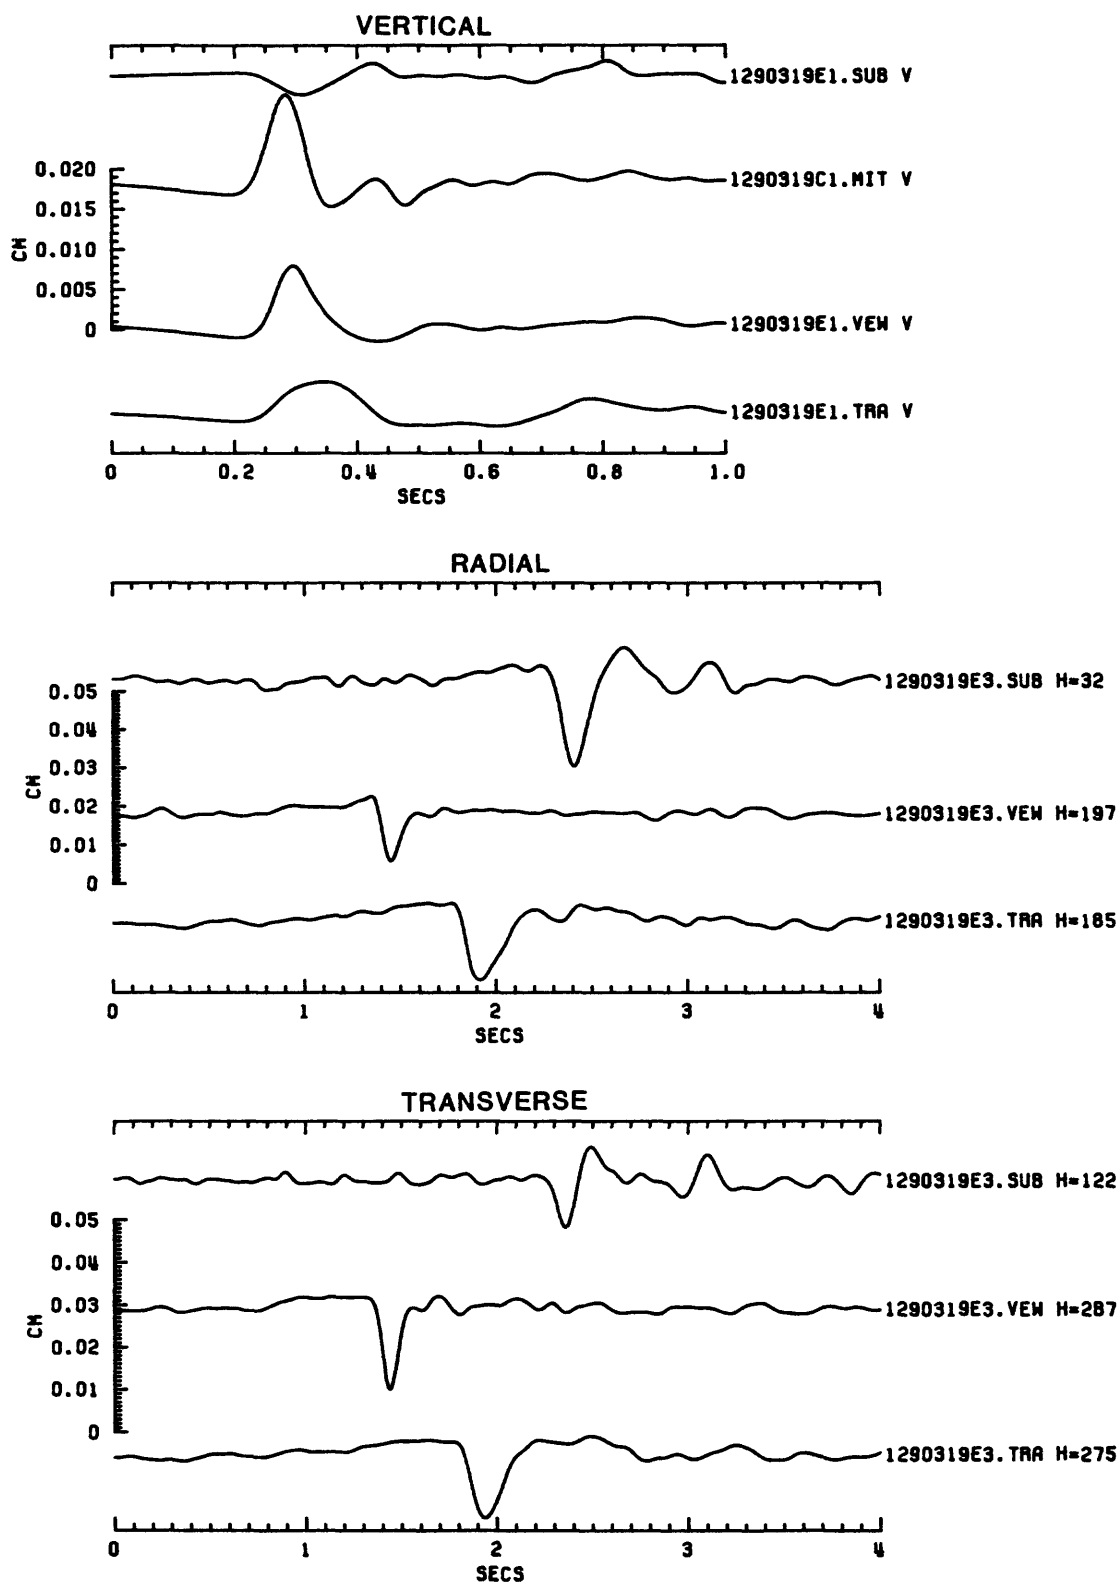 VERTICAL
1290319E1.SUB V
0.020
1290319C1.MIT V
0.015
CM
0.010
0.005
0
1290319E1.VEW V
1290319E1.TRA V
0 0.2 0.4 0.6 0.8 1.0
SECS
RADIAL
1290319E3.SUB H=32
0.05
0.04
0.03
CM
0.02
1290319E3.VEW H=197
0.01
0
1290319E3.TRA H=185
0 1 2 3 4
SECS
TRANSVERSE
1290319E3.SUB H=122
0.05
0.04
0.03
1290319E3.VEW H=287
CM
0.02
0.01
0
1290319E3.TRA H=275
0 1 2 3 4
SECS